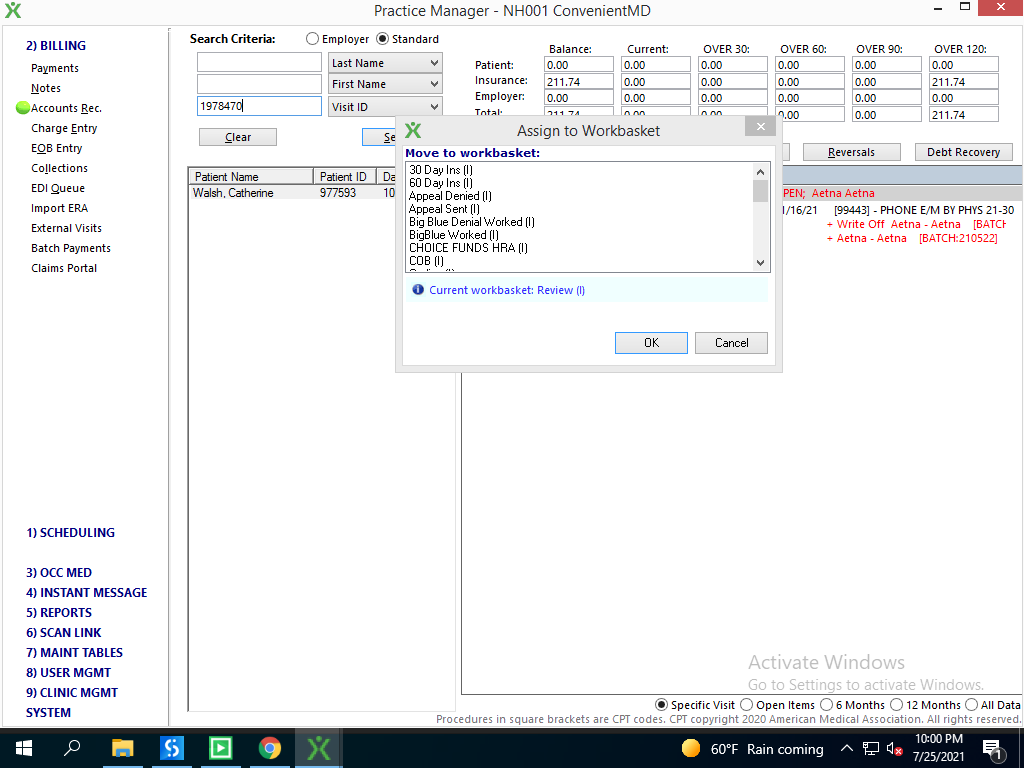 Practice Manager - NH001 ConvenientMD
2) BILLING
Payments
Notes
Accounts Rec.
Charge Entry
EOB Entry
Collections
EDI Queue
Import ERA
External Visits
Batch Payments
Claims Portal
1) SCHEDULING
3) OCC MED
4) INSTANT MESSAGE
5) REPORTS
6) SCAN LINK
7) MAINT TABLES
8) USER MGMT
9) CLINIC MGMT
SYSTEM
Search Criteria: Employer Standard
Last Name
First Name
1978470 Visit ID
Clear Se
Balance: Current: OVER 30: OVER 60: OVER 90: OVER 120:
Patient: 0.00 0.00 0.00 0.00 0.00 0.00
Insurance: 211.74 0.00 0.00 0.00 0.00 211.74
Employer: 0.00 0.00 0.00 0.00 0.00 0.00
Total: 211.74 0.00 0.00 0.00 0.00 211.74
Reversals Debt Recovery
Patient Name Patient ID Da
Walsh, Catherine 977593 10
PEN; Aetna Aetna
1/16/21 [99443] - PHONE E/M BY PHYS 21-30
+ Write Off Aetna - Aetna [BATCH
+ Aetna - Aetna [BATCH:210522]
Assign to Workbasket
Move to workbasket:
30 Day Ins (I)
60 Day Ins (I)
Appeal Denied (I)
Appeal Sent (I)
Big Blue Denial Worked (I)
BigBlue Worked (I)
CHOICE FUNDS HRA (I)
COB (I)
Current workbasket: Review (I)
OK Cancel
Activate Windows
Go to Settings to activate Windows.
Specific Visit Open Items 6 Months 12 Months All Data
Procedures in square brackets are CPT codes. CPT copyright 2020 American Medical Association. All rights reserved.
60°F Rain coming
10:00 PM
7/25/2021
1